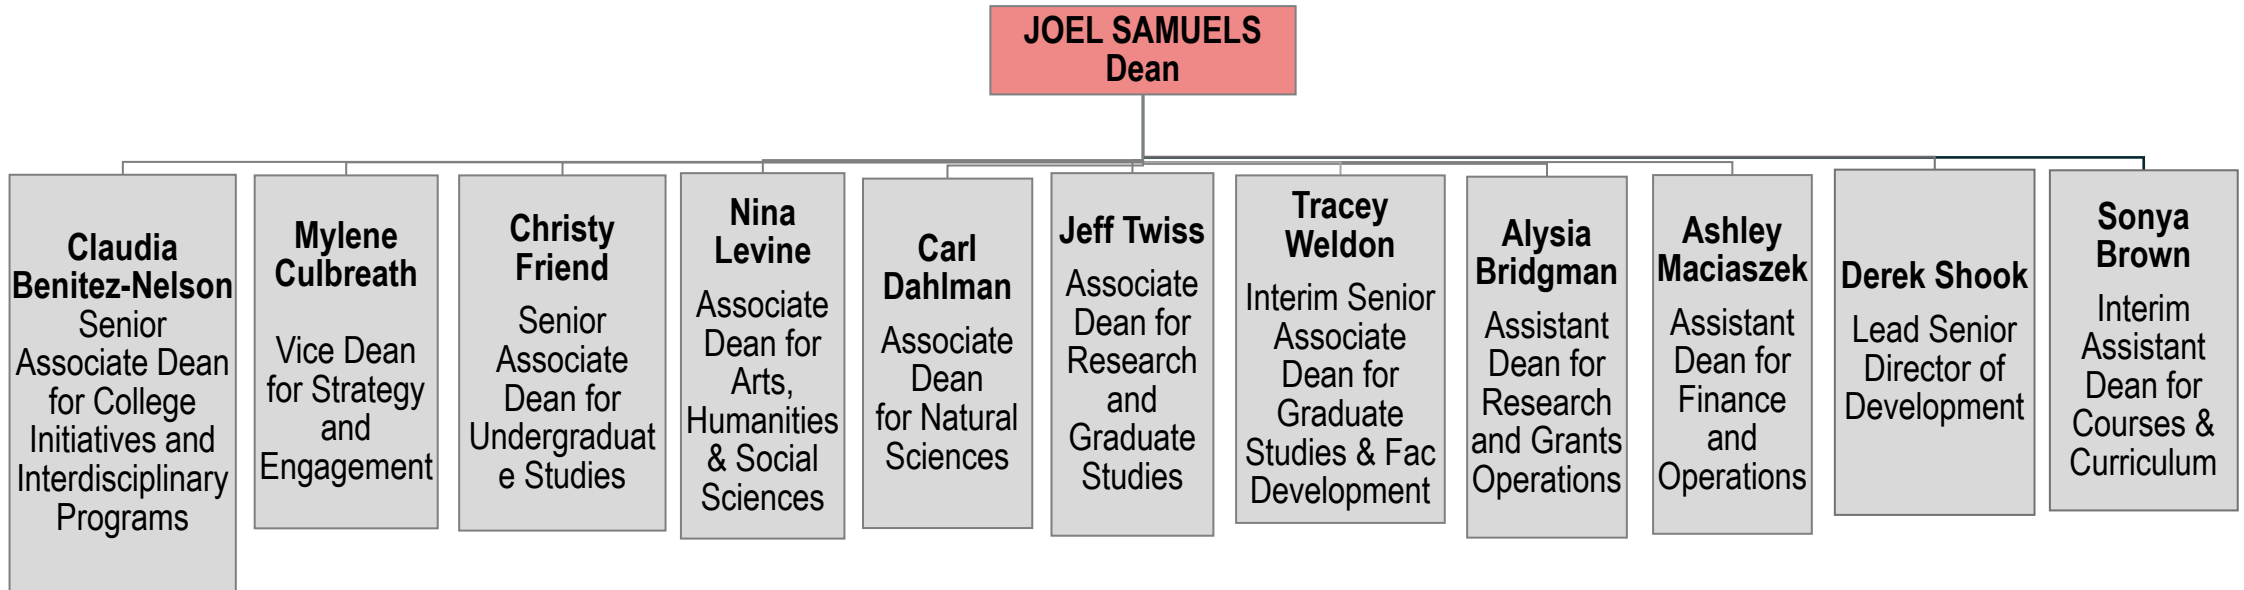 JOEL SAMUELS
Dean
Claudia
Benitez-Nelson
Senior
Associate Dean
for College
Initiatives and
Interdisciplinary
Programs
Mylene
Culbreath
Vice Dean
for Strategy
and
Engagement
Christy
Friend
Senior
Associate
Dean for
Undergraduat
e Studies
Nina
Levine
Associate
Dean for
Arts,
Humanities
& Social
Sciences
Carl
Dahlman
Associate
Dean
for Natural
Sciences
Jeff Twiss
Associate
Dean for
Research
and
Graduate
Studies
Tracey
Weldon
Interim Senior
Associate
Dean for
Graduate
Studies & Fac
Development
Alysia
Bridgman
Assistant
Dean for
Research
and Grants
Operations
Ashley
Maciaszek
Assistant
Dean for
Finance
and
Operations
Derek Shook
Lead Senior
Director of
Development
Sonya
Brown
Interim
Assistant
Dean for
Courses &
Curriculum